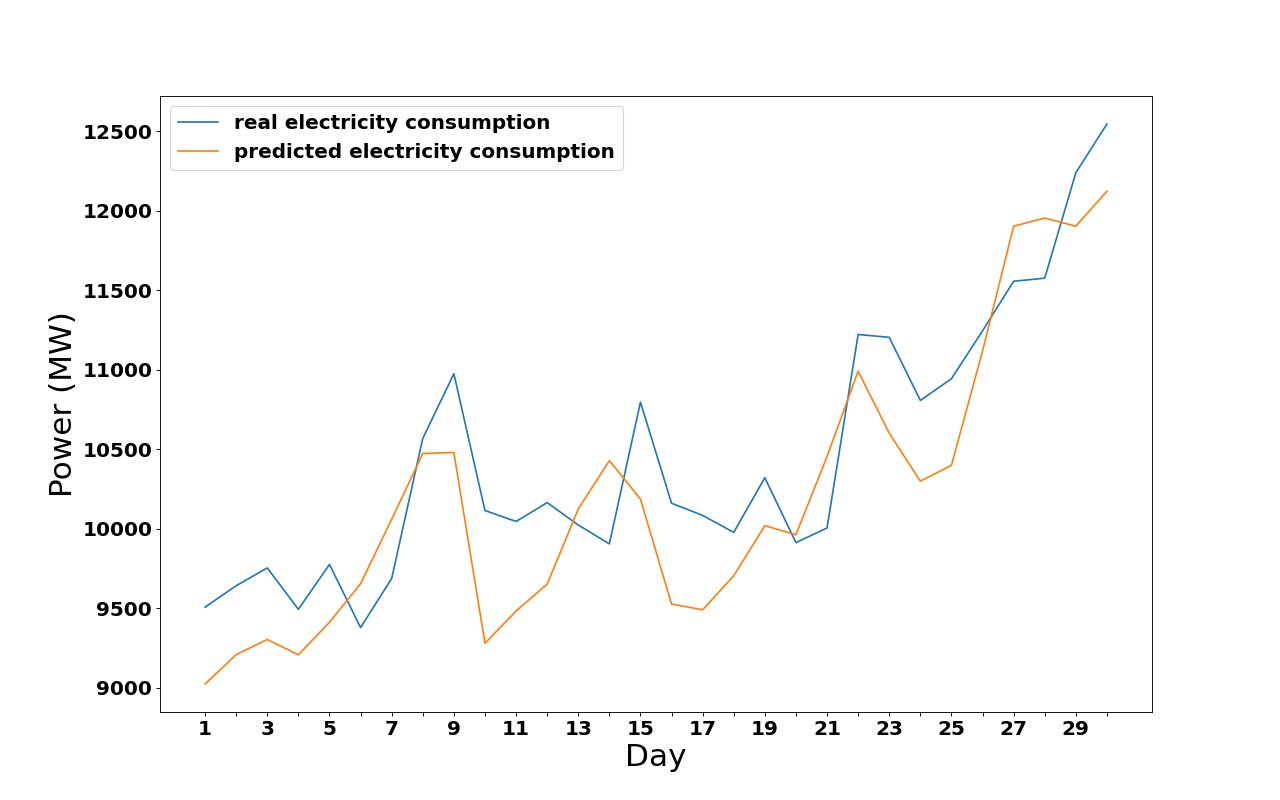 real electricity consumption
predicted electricity consumption
12500
12000
11500
11000
10500
10000
9500
9000
Power (MW)
1 3 5 7 9 11 13 15 17 19 21 23 25 27 29
Day